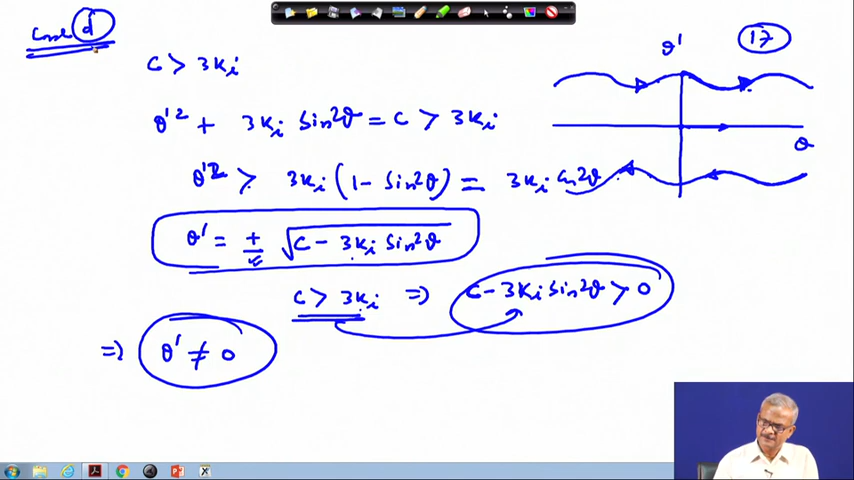 Case d
17
C > 3Ki
θ'² + 3Ki Sin²θ = C > 3Ki
θ'² > 3Ki (1 - Sin²θ) = 3Ki Cos²θ
θ' = ± √(C - 3Ki Sin²θ)
C > 3Ki ⇒ C - 3Ki Sin²θ > 0
⇒ θ' ≠ 0
θ'
θ